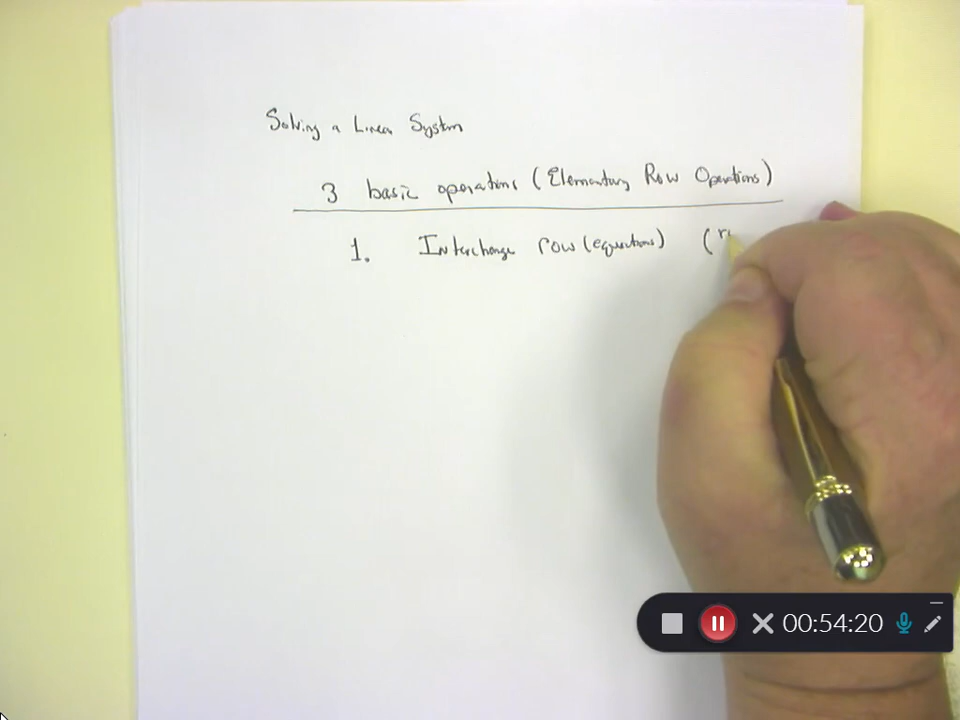 Solving a Linear System
3 basic operations (Elementary Row Operations)
1. Interchange row (equations) (r
00:54:20